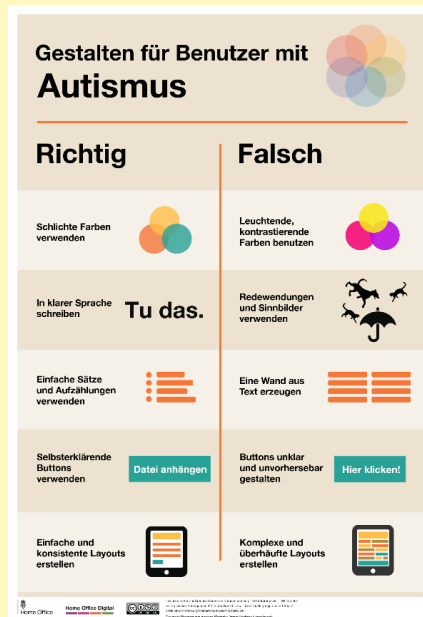 Gestalten für Benutzer mit
Autismus
Richtig
Falsch
Schlichte Farben
verwenden
Leuchtende,
kontrastierende
Farben benutzen
In klarer Sprache
schreiben
Tu das.
Redewendungen
und Sinnbilder
verwenden
Einfache Sätze
und Aufzählungen
verwenden
Eine Wand aus
Text erzeugen
Selbsterklärende
Buttons
verwenden
Datei anhängen
Buttons unklar
und unvorhersebar
gestalten
Hier klicken!
Einfache und
konsistente Layouts
erstellen
Komplexe und
überhäufte Layouts
erstellen
Home Office
Home Office Digital